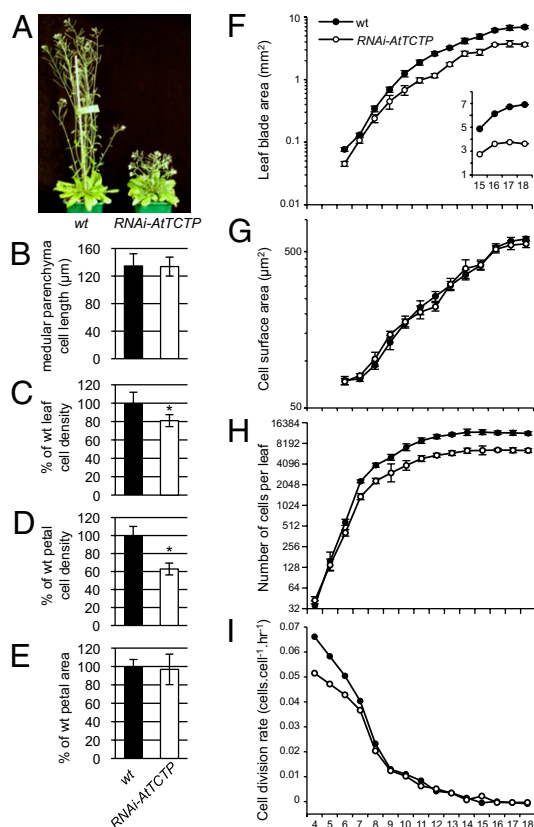 A
wt
RNAi-AtTCTP
B
medular parenchyma
cell length (µm)
160
120
80
40
0
C
% of wt leaf
cell density
120
100
80
60
40
20
0
*
D
% of wt petal
cell density
120
100
80
60
40
20
0
*
E
% of wt petal area
120
100
80
60
40
20
0
wt
RNAi-AtTCTP
F
Leaf blade area (mm²)
10
1
0.1
0.01
wt
RNAi-AtTCTP
7
5
3
1
15 16 17 18
G
Cell surface area (µm²)
500
50
H
Number of cells per leaf
16384
8192
4096
2048
1024
512
256
128
64
32
I
Cell division rate (cells.cell⁻¹.hr⁻¹)
0.07
0.06
0.05
0.04
0.03
0.02
0.01
0
4 5 6 7 8 9 10 11 12 13 14 15 16 17 18